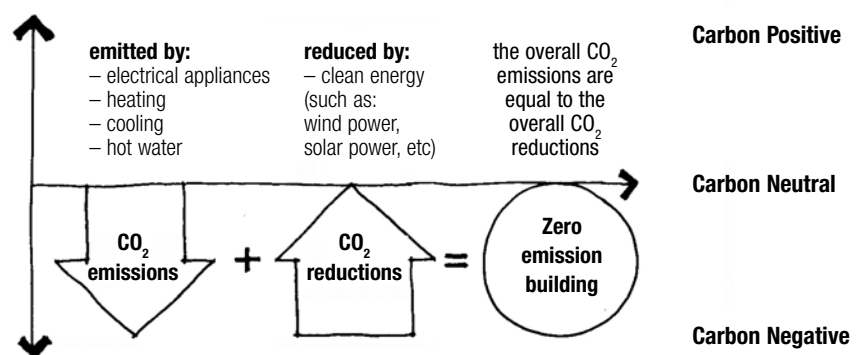 emitted by:
– electrical appliances
– heating
– cooling
– hot water
reduced by:
– clean energy
(such as:
wind power,
solar power, etc)
the overall CO₂
emissions are
equal to the
overall CO₂
reductions
Carbon Positive
Carbon Neutral
CO₂
emissions
+
CO₂
reductions
=
Zero
emission
building
Carbon Negative